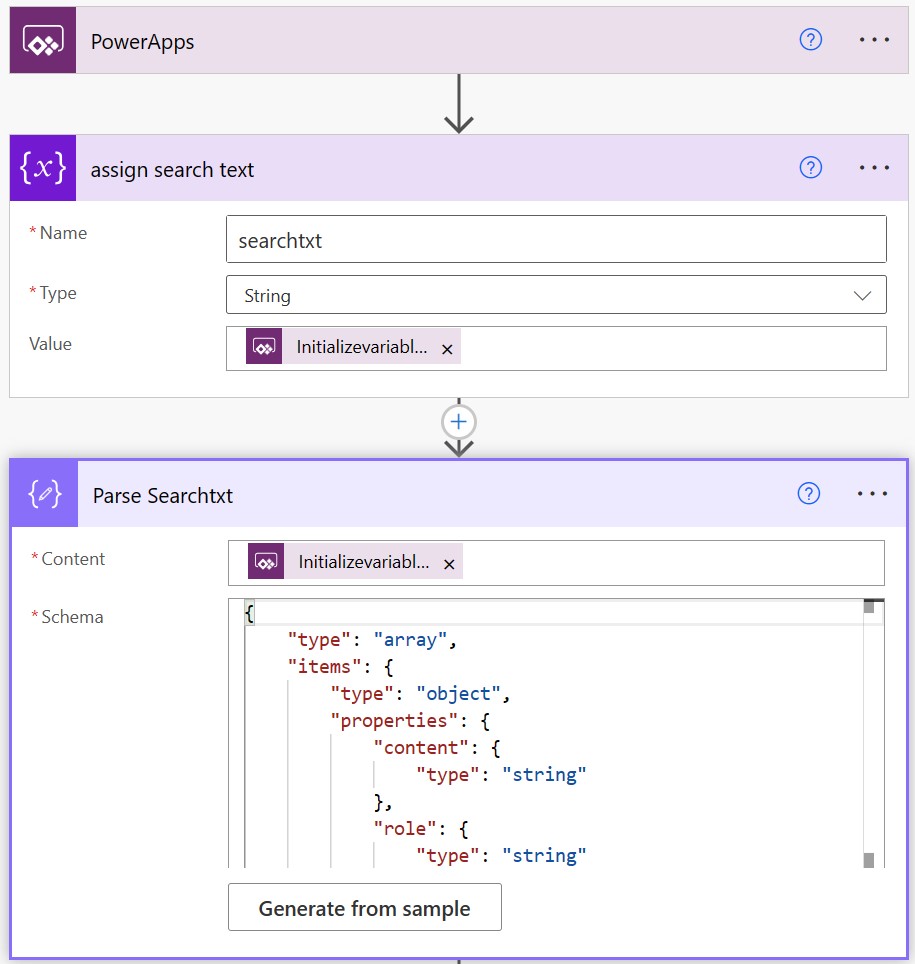 PowerApps
assign search text
* Name
searchtxt
* Type
String
Value
Initializevariabl... ×
Parse Searchtxt
* Content
Initializevariabl... ×
* Schema
{
"type": "array",
"items": {
"type": "object",
"properties": {
"content": {
"type": "string"
},
"role": {
"type": "string"
Generate from sample